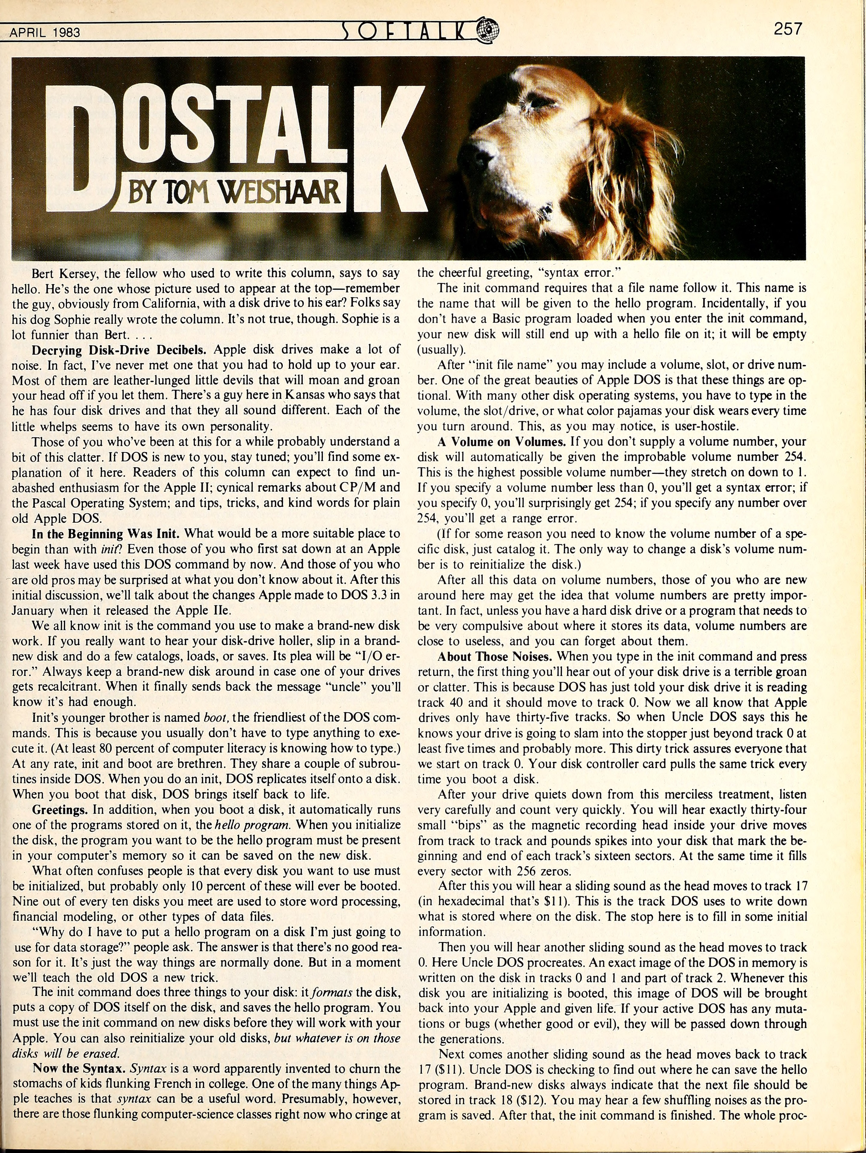 APRIL 1983
SOFTALK
257
DOSTALK
BY TOM WEISHAAR
Bert Kersey, the fellow who used to write this column, says to say
hello. He's the one whose picture used to appear at the top—remember
the guy, obviously from California, with a disk drive to his ear? Folks say
his dog Sophie really wrote the column. It's not true, though. Sophie is a
lot funnier than Bert. . . .
Decrying Disk-Drive Decibels. Apple disk drives make a lot of
noise. In fact, I've never met one that you had to hold up to your ear.
Most of them are leather-lunged little devils that will moan and groan
your head off if you let them. There's a guy here in Kansas who says that
he has four disk drives and that they all sound different. Each of the
little whelps seems to have its own personality.
Those of you who've been at this for a while probably understand a
bit of this clatter. If DOS is new to you, stay tuned; you'll find some ex-
planation of it here. Readers of this column can expect to find un-
abashed enthusiasm for the Apple II; cynical remarks about CP/M and
the Pascal Operating System; and tips, tricks, and kind words for plain
old Apple DOS.
In the Beginning Was Init. What would be a more suitable place to
begin than with init? Even those of you who first sat down at an Apple
last week have used this DOS command by now. And those of you who
are old pros may be surprised at what you don't know about it. After this
initial discussion, we'll talk about the changes Apple made to DOS 3.3 in
January when it released the Apple IIe.
We all know init is the command you use to make a brand-new disk
work. If you really want to hear your disk-drive holler, slip in a brand-
new disk and do a few catalogs, loads, or saves. Its plea will be "I/O er-
ror." Always keep a brand-new disk around in case one of your drives
gets recalcitrant. When it finally sends back the message "uncle" you'll
know it's had enough.
Init's younger brother is named boot, the friendliest of the DOS com-
mands. This is because you usually don't have to type anything to exe-
cute it. (At least 80 percent of computer literacy is knowing how to type.)
At any rate, init and boot are brethren. They share a couple of subrou-
tines inside DOS. When you do an init, DOS replicates itself onto a disk.
When you boot that disk, DOS brings itself back to life.
Greetings. In addition, when you boot a disk, it automatically runs
one of the programs stored on it, the hello program. When you initialize
the disk, the program you want to be the hello program must be present
in your computer's memory so it can be saved on the new disk.
What often confuses people is that every disk you want to use must
be initialized, but probably only 10 percent of these will ever be booted.
Nine out of every ten disks you meet are used to store word processing,
financial modeling, or other types of data files.
"Why do I have to put a hello program on a disk I'm just going to
use for data storage?" people ask. The answer is that there's no good rea-
son for it. It's just the way things are normally done. But in a moment
we'll teach the old DOS a new trick.
The init command does three things to your disk: it formats the disk,
puts a copy of DOS itself on the disk, and saves the hello program. You
must use the init command on new disks before they will work with your
Apple. You can also reinitialize your old disks, but whatever is on those
disks will be erased.
Now the Syntax. Syntax is a word apparently invented to churn the
stomachs of kids flunking French in college. One of the many things Ap-
ple teaches is that syntax can be a useful word. Presumably, however,
there are those flunking computer-science classes right now who cringe at
the cheerful greeting, "syntax error."
The init command requires that a file name follow it. This name is
the name that will be given to the hello program. Incidentally, if you
don't have a Basic program loaded when you enter the init command,
your new disk will still end up with a hello file on it; it will be empty
(usually).
After "init file name" you may include a volume, slot, or drive num-
ber. One of the great beauties of Apple DOS is that these things are op-
tional. With many other disk operating systems, you have to type in the
volume, the slot/drive, or what color pajamas your disk wears every time
you turn around. This, as you may notice, is user-hostile.
A Volume on Volumes. If you don't supply a volume number, your
disk will automatically be given the improbable volume number 254.
This is the highest possible volume number—they stretch on down to 1.
If you specify a volume number less than 0, you'll get a syntax error; if
you specify 0, you'll surprisingly get 254; if you specify any number over
254, you'll get a range error.
(If for some reason you need to know the volume number of a spe-
cific disk, just catalog it. The only way to change a disk's volume num-
ber is to reinitialize the disk.)
After all this data on volume numbers, those of you who are new
around here may get the idea that volume numbers are pretty impor-
tant. In fact, unless you have a hard disk drive or a program that needs to
be very compulsive about where it stores its data, volume numbers are
close to useless, and you can forget about them.
About Those Noises. When you type in the init command and press
return, the first thing you'll hear out of your disk drive is a terrible groan
or clatter. This is because DOS has just told your disk drive it is reading
track 40 and it should move to track 0. Now we all know that Apple
drives only have thirty-five tracks. So when Uncle DOS says this he
knows your drive is going to slam into the stopper just beyond track 0 at
least five times and probably more. This dirty trick assures everyone that
we start on track 0. Your disk controller card pulls the same trick every
time you boot a disk.
After your drive quiets down from this merciless treatment, listen
very carefully and count very quickly. You will hear exactly thirty-four
small "bips" as the magnetic recording head inside your drive moves
from track to track and pounds spikes into your disk that mark the be-
ginning and end of each track's sixteen sectors. At the same time it fills
every sector with 256 zeros.
After this you will hear a sliding sound as the head moves to track 17
(in hexadecimal that's $11). This is the track DOS uses to write down
what is stored where on the disk. The stop here is to fill in some initial
information.
Then you will hear another sliding sound as the head moves to track
0. Here Uncle DOS procreates. An exact image of the DOS in memory is
written on the disk in tracks 0 and 1 and part of track 2. Whenever this
disk you are initializing is booted, this image of DOS will be brought
back into your Apple and given life. If your active DOS has any muta-
tions or bugs (whether good or evil), they will be passed down through
the generations.
Next comes another sliding sound as the head moves back to track
17 ($11). Uncle DOS is checking to find out where he can save the hello
program. Brand-new disks always indicate that the next file should be
stored in track 18 ($12). You may hear a few shuffling noises as the pro-
gram is saved. After that, the init command is finished. The whole proc-